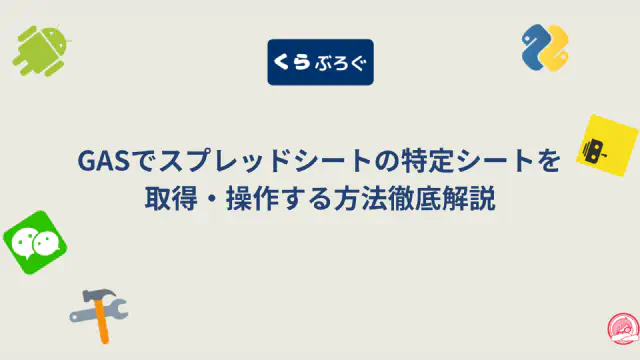 くらぶろぐ
GASでスプレッドシートの特定シートを
取得・操作する方法徹底解説